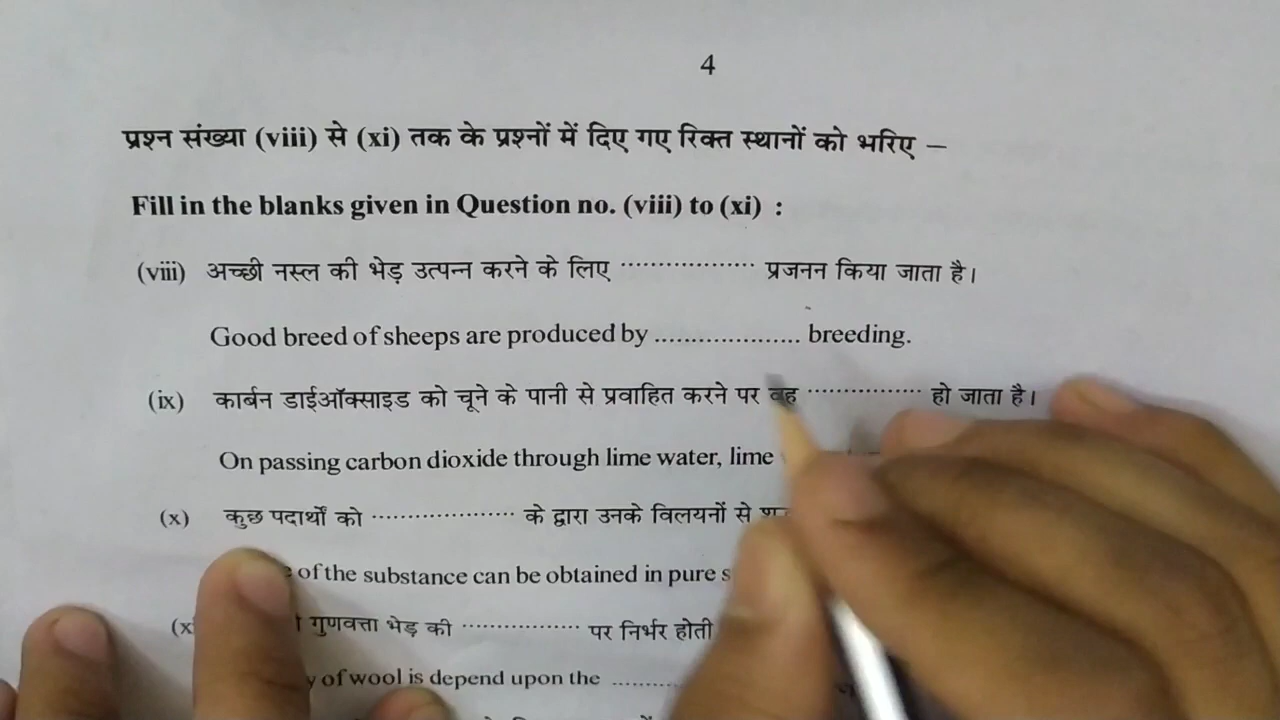 4
प्रश्न संख्या (viii) से (xi) तक के प्रश्नों में दिए गए रिक्त स्थानों को भरिए –
Fill in the blanks given in Question no. (viii) to (xi) :
(viii) अच्छी नस्ल की भेड़ उत्पन्न करने के लिए .................. प्रजनन किया जाता है।
Good breed of sheeps are produced by .................... breeding.
(ix) कार्बन डाईऑक्साइड को चूने के पानी से प्रवाहित करने पर वह ................ हो जाता है।
On passing carbon dioxide through lime water, lime
(x) कुछ पदार्थों को ................... के द्वारा उनके विलयनों से
of the substance can be obtained in pure
गुणवत्ता भेड़ की ................ पर निर्भर होती
of wool is depend upon the ..........